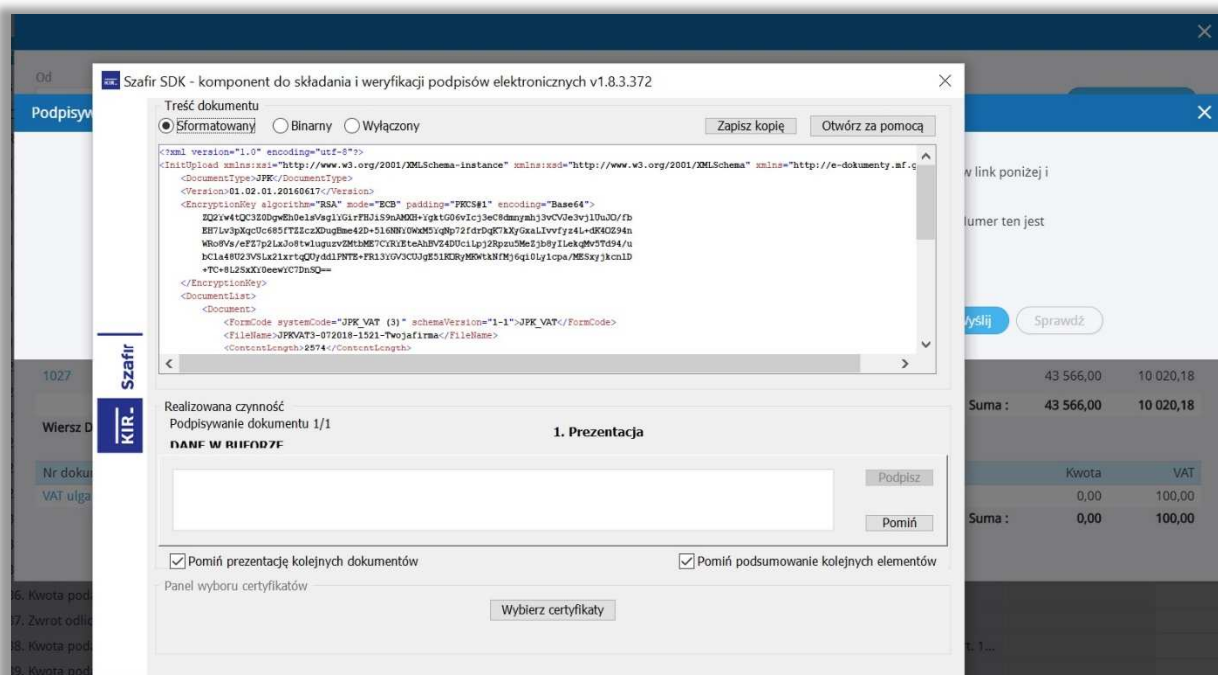 Od
Szafir SDK - komponent do składania i weryfikacji podpisów elektronicznych v1.8.3.372
Podpisyw
Treść dokumentu
Sformatowany Binarny Wyłączony Zapisz kopię Otwórz za pomocą
<?xml version="1.0" encoding="utf-8"?>
<InitUpload xmlns:xsi="http://www.w3.org/2001/XMLSchema-instance" xmlns:xsd="http://www.w3.org/2001/XMLSchema" xmlns="http://e-dokumenty.mf.g
<DocumentType>JPK</DocumentType>
<Version>01.02.01.20160617</Version>
<EncryptionKey algorithm="RSA" mode="ECB" padding="PKCS#1" encoding="Base64">
</EncryptionKey>
<DocumentList>
<Document>
<FormCode systemCode="JPK_VAT (3)" schemaVersion="1-1">JPK_VAT</FormCode>
<FileName>JPKVAT3-072018-1521-Twojafirma</FileName>
<ContentLength>2574</ContentLength>
w link poniżej i
umer ten jest
yślij Sprawdź
Szafir
KIR.
1027 43 566,00 10 020,18
Suma : 43 566,00 10 020,18
Wiersz D
Realizowana czynność
Podpisywanie dokumentu 1/1
1. Prezentacja
DANE W BUFORZE
Nr doku Kwota VAT
VAT ulga 0,00 100,00
Suma : 0,00 100,00
Podpisz
Pomiń
Pomiń prezentację kolejnych dokumentów Pomiń podsumowanie kolejnych elementów
Panel wyboru certyfikatów
Wybierz certyfikaty
6. Kwota pod
7. Zwrot odlic
8. Kwota pod t. 1...
9. Kwota pod